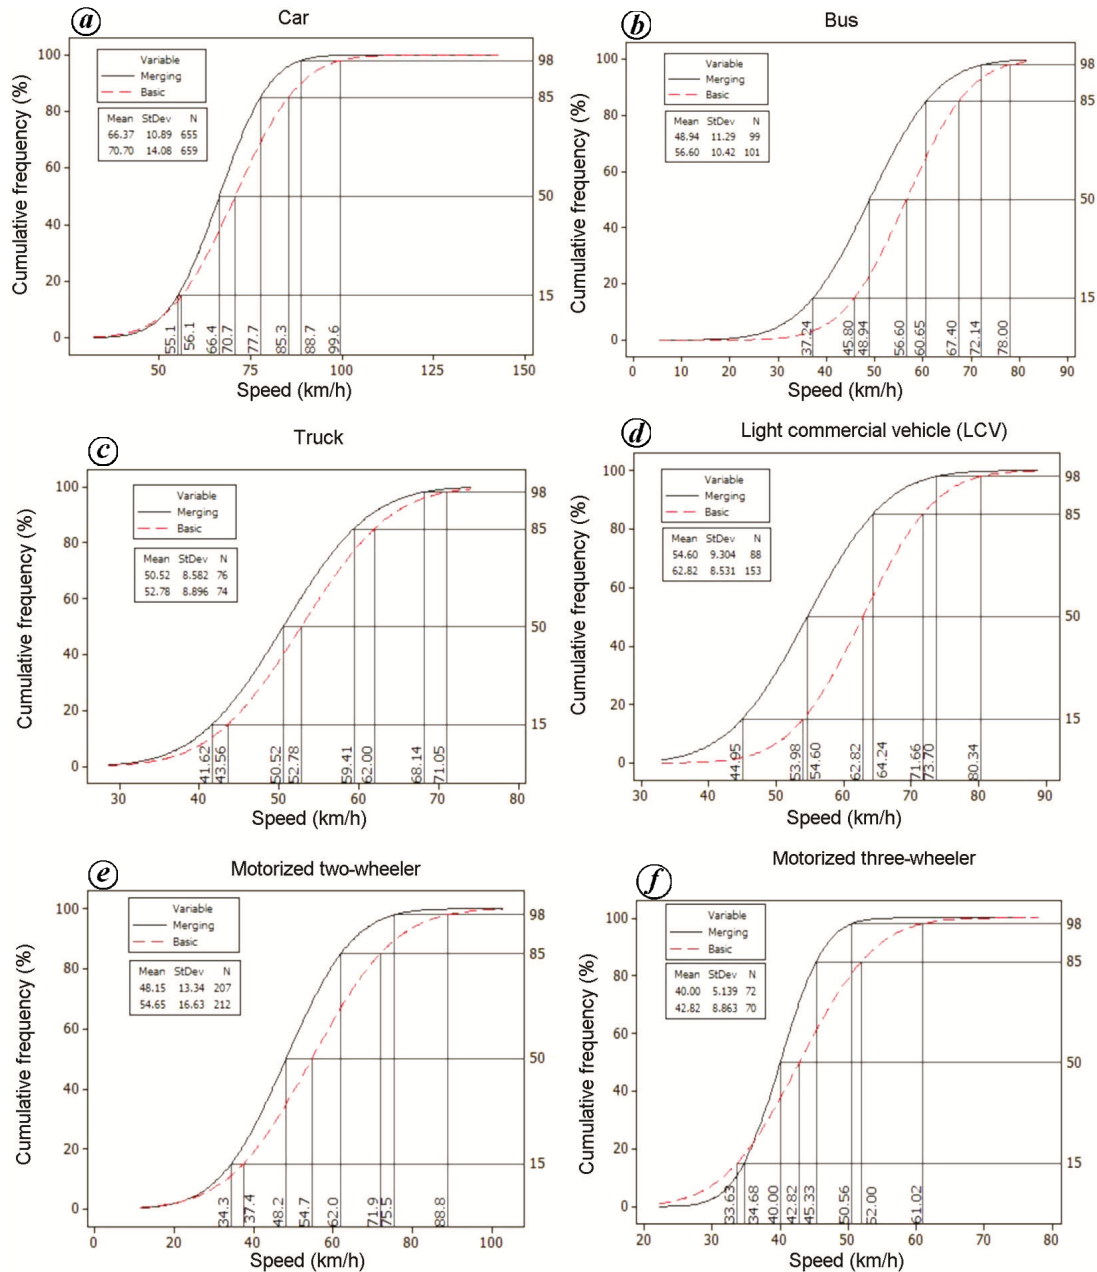 a
Car
Cumulative frequency (%)
100
80
60
40
20
0
Variable
Merging
Basic
Mean StDev N
66.37 10.89 655
70.70 14.08 659
98
85
50
15
55.1
56.1
66.4
70.7
77.7
85.3
88.7
99.6
50 75 100 125 150
Speed (km/h)
b
Bus
Cumulative frequency (%)
100
80
60
40
20
0
Variable
Merging
Basic
Mean StDev N
48.94 11.29 99
56.60 10.42 101
98
85
50
15
37.24
45.80
48.94
56.60
60.65
67.40
72.14
78.00
0 10 20 30 40 50 60 70 80 90
Speed (km/h)
c
Truck
Cumulative frequency (%)
100
80
60
40
20
0
Variable
Merging
Basic
Mean StDev N
50.52 8.582 76
52.78 8.896 74
98
85
50
15
41.62
43.56
50.52
52.78
59.41
62.00
68.14
71.05
30 40 50 60 70 80
Speed (km/h)
d
Light commercial vehicle (LCV)
Cumulative frequency (%)
100
80
60
40
20
0
Variable
Merging
Basic
Mean StDev N
54.60 9.304 88
62.82 8.531 153
98
85
50
15
44.95
53.98
54.60
62.82
64.24
71.66
73.70
80.34
30 40 50 60 70 80 90
Speed (km/h)
e
Motorized two-wheeler
Cumulative frequency (%)
100
80
60
40
20
0
Variable
Merging
Basic
Mean StDev N
48.15 13.34 207
54.65 16.63 212
98
85
50
15
34.3
37.4
48.2
54.7
62.0
71.9
75.5
88.8
0 20 40 60 80 100
Speed (km/h)
f
Motorized three-wheeler
Cumulative frequency (%)
100
80
60
40
20
0
Variable
Merging
Basic
Mean StDev N
40.00 5.139 72
42.82 8.863 70
98
85
50
15
33.63
34.68
40.00
42.82
45.33
50.56
52.00
61.02
20 30 40 50 60 70 80
Speed (km/h)